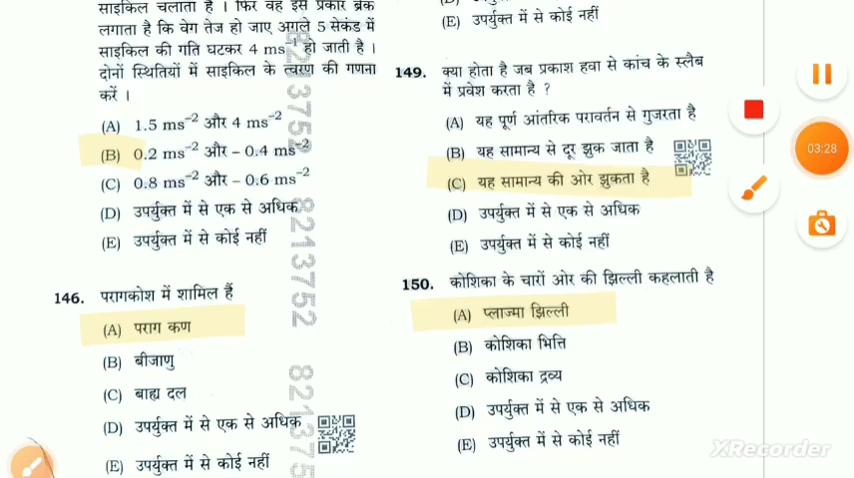 साइकिल चलाता है । फिर वह इस प्रकार ब्रेक
लगाता है कि वेग तेज हो जाए अगले 5 सेकंड में
साइकिल की गति घटकर 4 ms⁻¹ हो जाती है ।
दोनों स्थितियों में साइकिल के त्वरण की गणना
करें ।
(A) 1.5 ms⁻² और 4 ms⁻²
(B) 0.2 ms⁻² और – 0.4 ms⁻²
(C) 0.8 ms⁻² और – 0.6 ms⁻²
(D) उपर्युक्त में से एक से अधिक
(E) उपर्युक्त में से कोई नहीं
146. परागकोश में शामिल हैं
(A) पराग कण
(B) बीजाणु
(C) बाह्य दल
(D) उपर्युक्त में से एक से अधिक
(E) उपर्युक्त में से कोई नहीं
8213752 8213752 821375
(E) उपर्युक्त में से कोई नहीं
149. क्या होता है जब प्रकाश हवा से कांच के स्लैब
में प्रवेश करता है ?
(A) यह पूर्ण आंतरिक परावर्तन से गुजरता है
(B) यह सामान्य से दूर झुक जाता है
(C) यह सामान्य की ओर झुकता है
(D) उपर्युक्त में से एक से अधिक
(E) उपर्युक्त में से कोई नहीं
150. कोशिका के चारों ओर की झिल्ली कहलाती है
(A) प्लाज्मा झिल्ली
(B) कोशिका भित्ति
(C) कोशिका द्रव्य
(D) उपर्युक्त में से एक से अधिक
(E) उपर्युक्त में से कोई नहीं
03:28
XRecorder